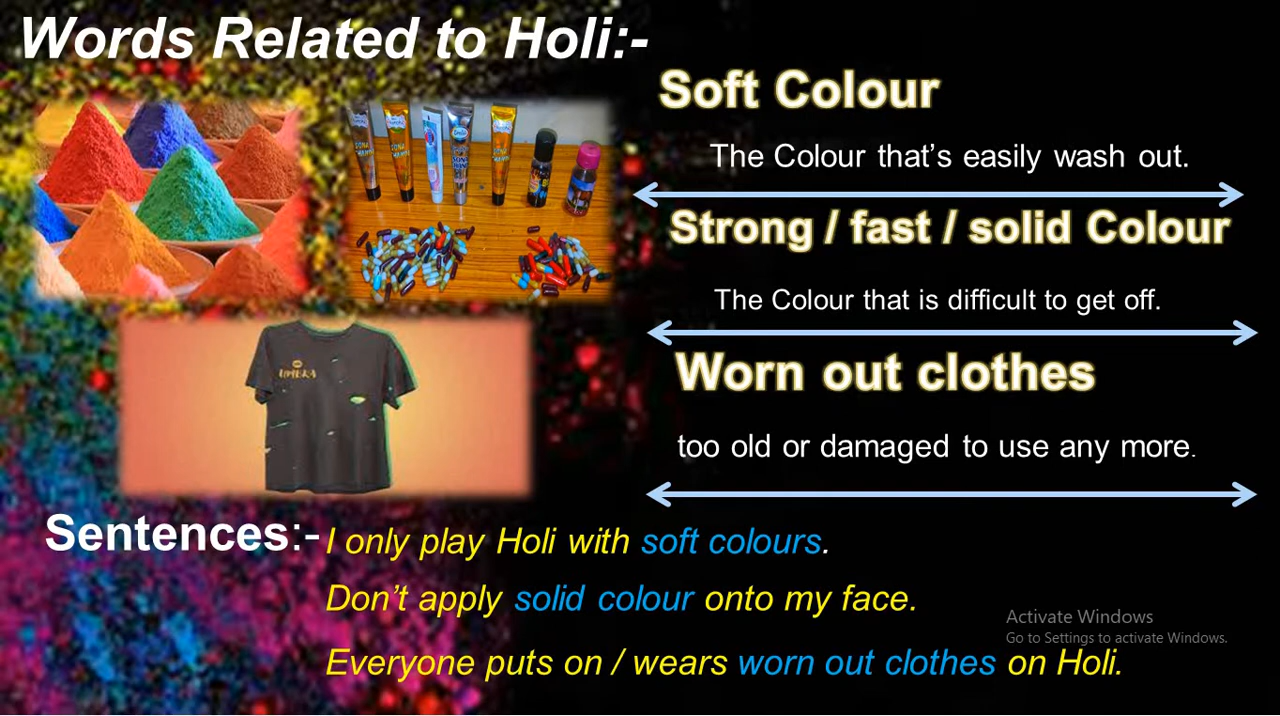 Words Related to Holi:-
Soft Colour
The Colour that's easily wash out.
Strong / fast / solid Colour
The Colour that is difficult to get off.
Worn out clothes
too old or damaged to use any more.
Sentences:- I only play Holi with soft colours.
Don't apply solid colour onto my face.
Everyone puts on / wears worn out clothes on Holi.
Activate Windows
Go to Settings to activate Windows.